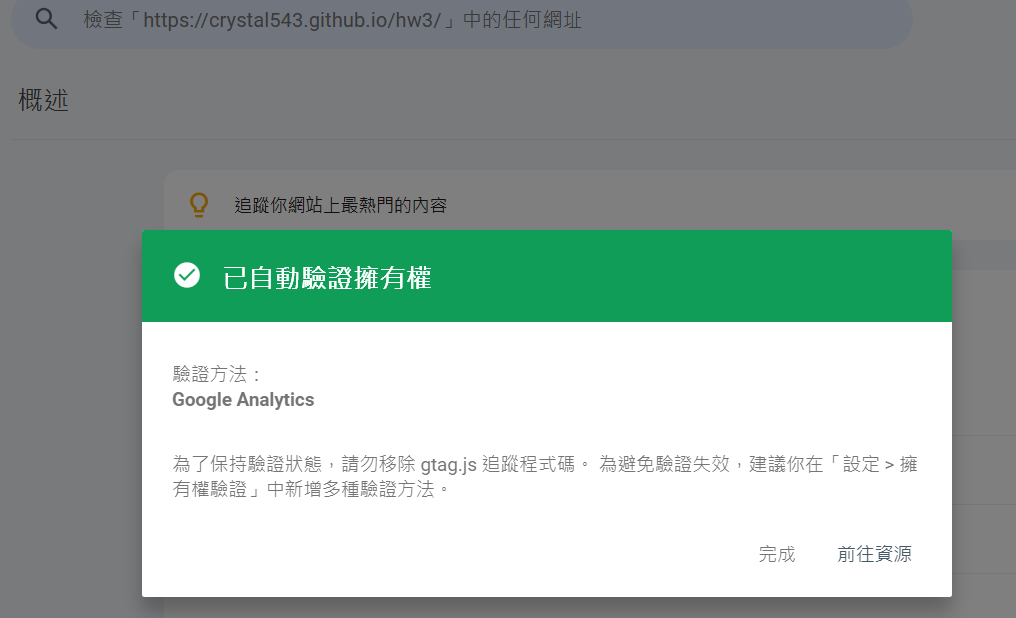 檢查「https://crystal543.github.io/hw3/」中的任何網址
概述
追蹤你網站上最熱門的內容
已自動驗證擁有權
驗證方法：
Google Analytics
為了保持驗證狀態，請勿移除 gtag.js 追蹤程式碼。 為避免驗證失效，建議你在「設定 > 擁
有權驗證」中新增多種驗證方法。
完成
前往資源